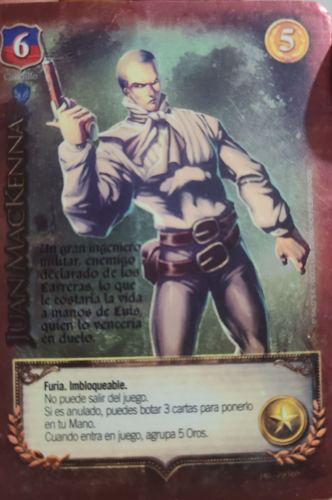 6
5
Caudillo
JUAN MACKENNA
Un gran ingeniero
militar, enemigo
declarado de los
Carreras, lo que
le costaría la vida
a manos de Luis,
quien lo vencería
en duelo.
Furia. Imbloqueable.
No puede salir del juego.
Si es anulado, puedes botar 3 cartas para ponerlo
en tu Mano.
Cuando entra en juego, agrupa 5 Oros.